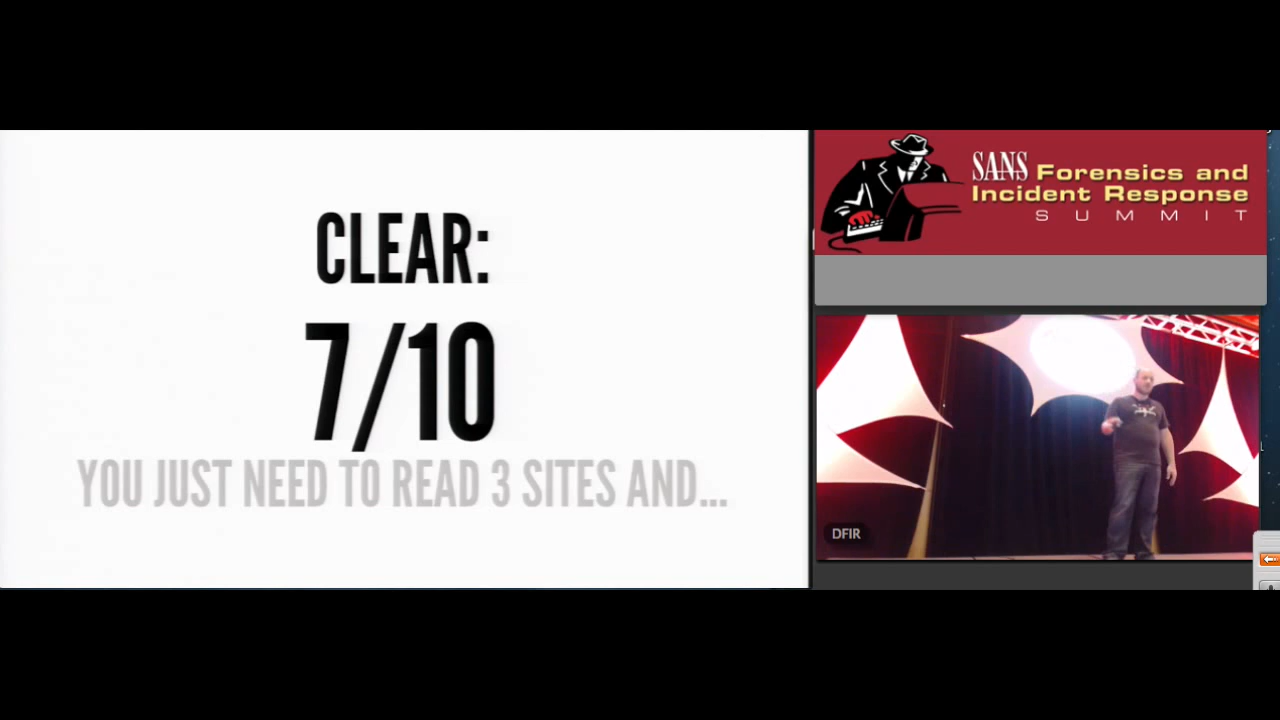 CLEAR:
7/10
YOU JUST NEED TO READ 3 SITES AND...
SANS Forensics and
Incident Response
SUMMIT
DFIR